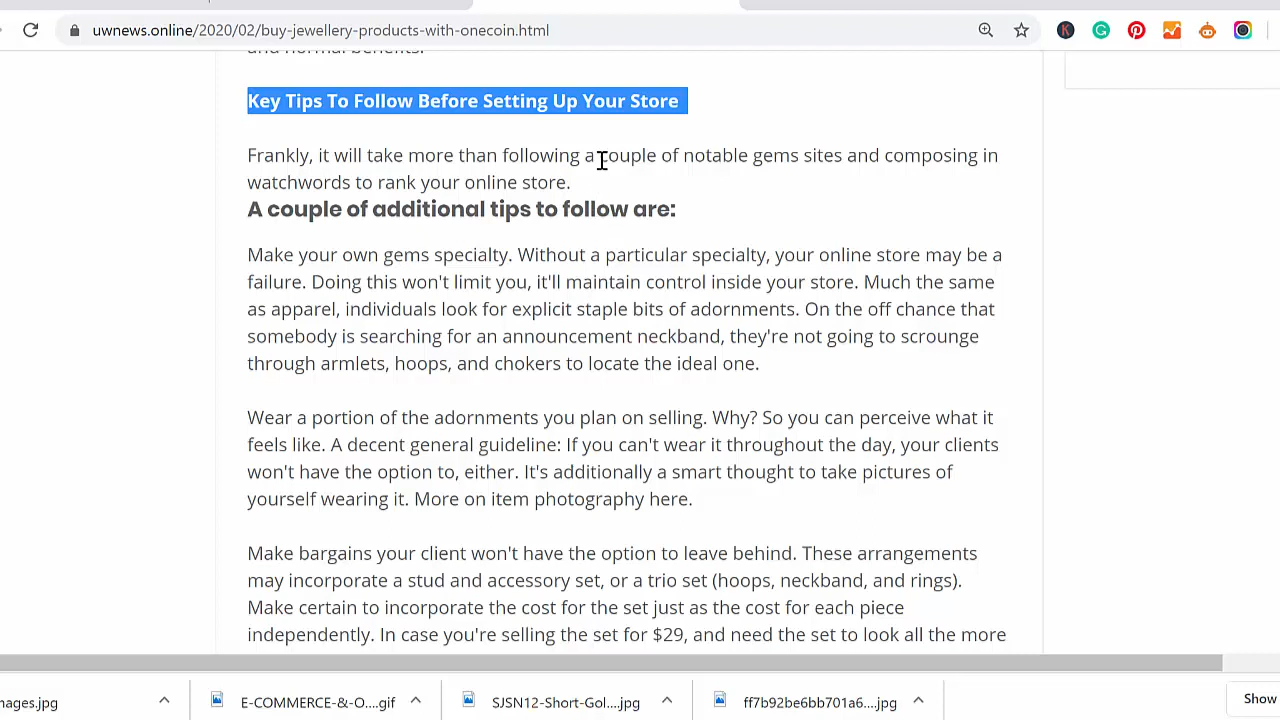 uwnews.online/2020/02/buy-jewellery-products-with-onecoin.html
and normal benefits.
Key Tips To Follow Before Setting Up Your Store
Frankly, it will take more than following a couple of notable gems sites and composing in
watchwords to rank your online store.
A couple of additional tips to follow are:
Make your own gems specialty. Without a particular specialty, your online store may be a
failure. Doing this won't limit you, it'll maintain control inside your store. Much the same
as apparel, individuals look for explicit staple bits of adornments. On the off chance that
somebody is searching for an announcement neckband, they're not going to scrounge
through armlets, hoops, and chokers to locate the ideal one.
Wear a portion of the adornments you plan on selling. Why? So you can perceive what it
feels like. A decent general guideline: If you can't wear it throughout the day, your clients
won't have the option to, either. It's additionally a smart thought to take pictures of
yourself wearing it. More on item photography here.
Make bargains your client won't have the option to leave behind. These arrangements
may incorporate a stud and accessory set, or a trio set (hoops, neckband, and rings).
Make certain to incorporate the cost for the set just as the cost for each piece
independently. In case you're selling the set for $29, and need the set to look all the more
nages.jpg
E-COMMERCE-&-O....gif
SJSN12-Short-Gol....jpg
ff7b92be6bb701a6....jpg
Show